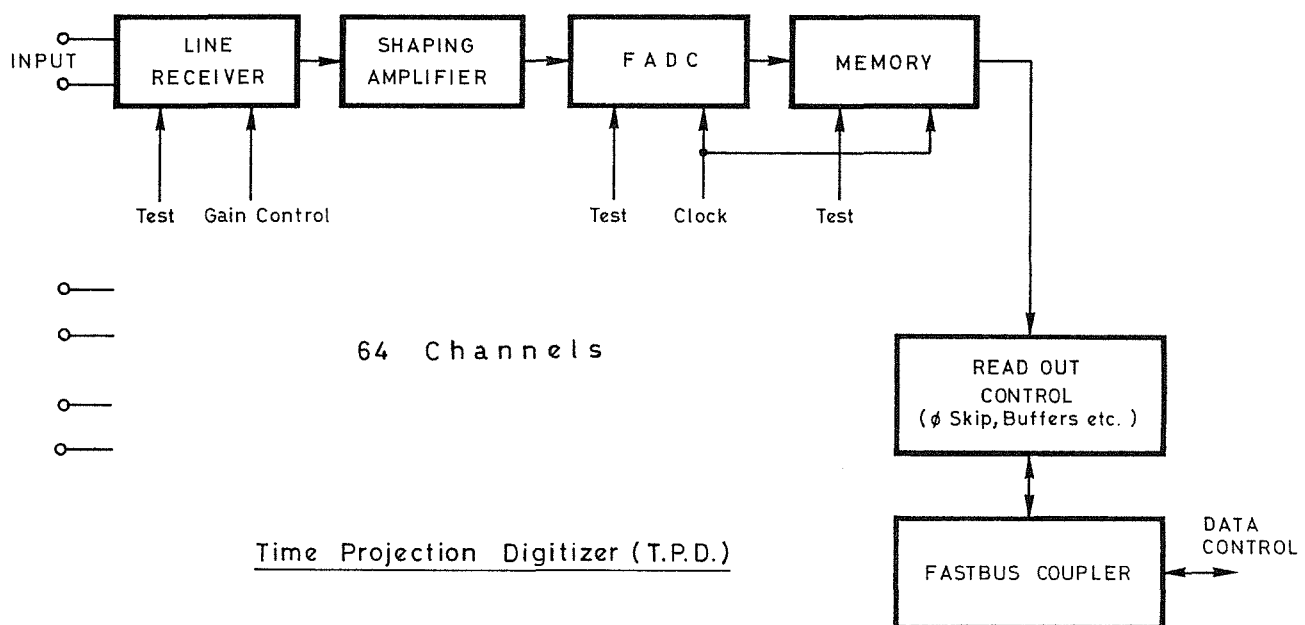 INPUT
LINE
RECEIVER
SHAPING
AMPLIFIER
FADC
MEMORY
Test
Gain Control
Test
Clock
Test
64 Channels
READ OUT
CONTROL
(ϕ Skip, Buffers etc.)
Time Projection Digitizer (T.P.D.)
FASTBUS COUPLER
DATA
CONTROL